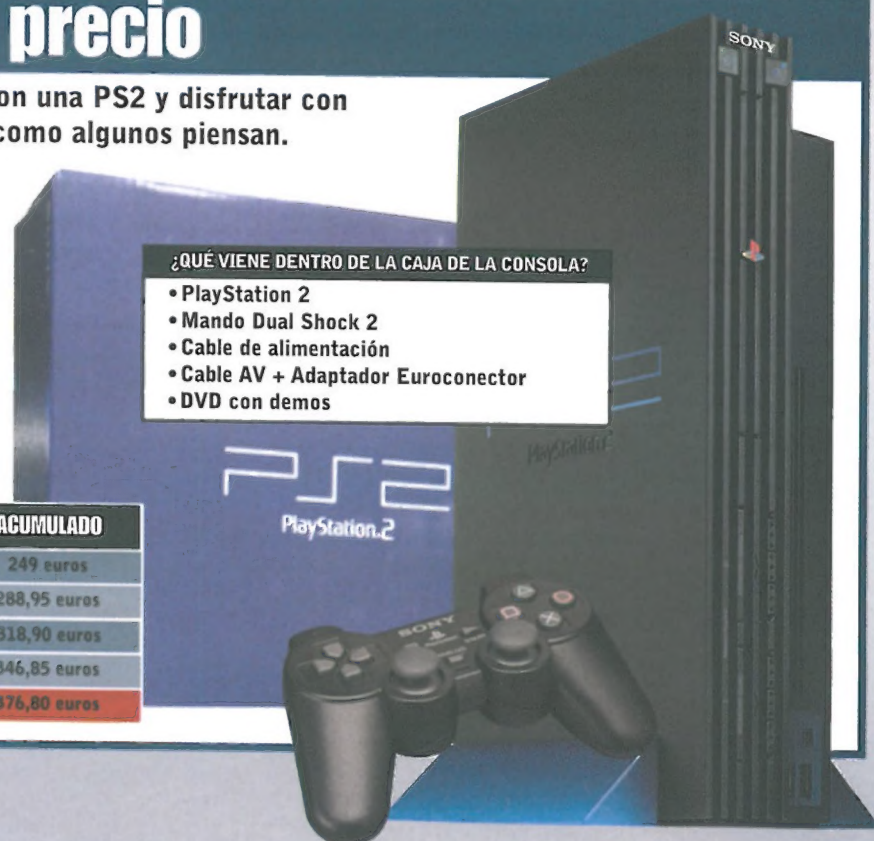 precio
on una PS2 y disfrutar con
como algunos piensan.
SONY
¿QUÉ VIENE DENTRO DE LA CAJA DE LA CONSOLA?
• PlayStation 2
• Mando Dual Shock 2
• Cable de alimentación
• Cable AV + Adaptador Euroconector
• DVD con demos
PS2
PlayStation.2
PlayStation.2
ACUMULADO
249 euros
288,95 euros
318,90 euros
346,85 euros
376,80 euros
SONY